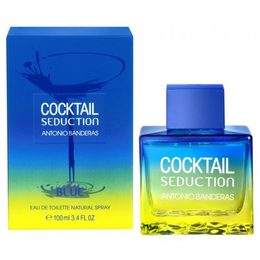 COCKTAIL
SEDUCTION
ANTONIO BANDERAS
BLUE
EAU DE TOILETTE NATURAL SPRAY
℮ 100 ml 3.4 FL OZ
COCKTAIL
SEDUCTION
ANTONIO BANDERAS